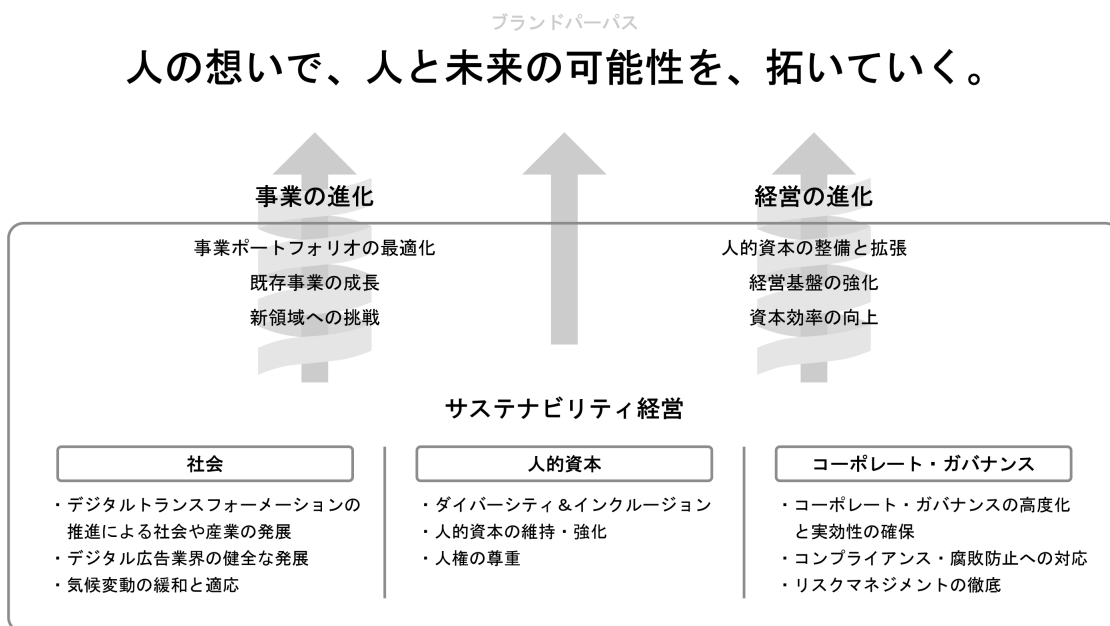 ブランドパーパス
人の想いで、人と未来の可能性を、拓いていく。
事業の進化
事業ポートフォリオの最適化
既存事業の成長
新領域への挑戦
経営の進化
人的資本の整備と拡張
経営基盤の強化
資本効率の向上
サステナビリティ経営
社会
・デジタルトランスフォーメーションの
推進による社会や産業の発展
・デジタル広告業界の健全な発展
・気候変動の緩和と適応
人的資本
・ダイバーシティ&インクルージョン
・人的資本の維持・強化
・人権の尊重
コーポレート・ガバナンス
・コーポレート・ガバナンスの高度化
と実効性の確保
・コンプライアンス・腐敗防止への対応
・リスクマネジメントの徹底